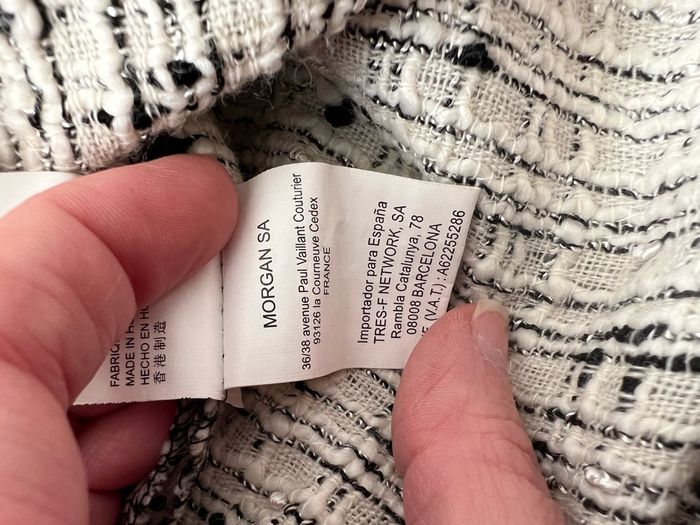 MORGAN SA
36/38 avenue Paul Vaillant Couturier
93126 la Courneuve Cedex
FRANCE
Importador para España
TRES-F NETWORK, SA
Rambla Catalunya, 78
08008 BARCELONA
(V.A.T.) : A62255286
MADE IN
HECHO EN
香港制造